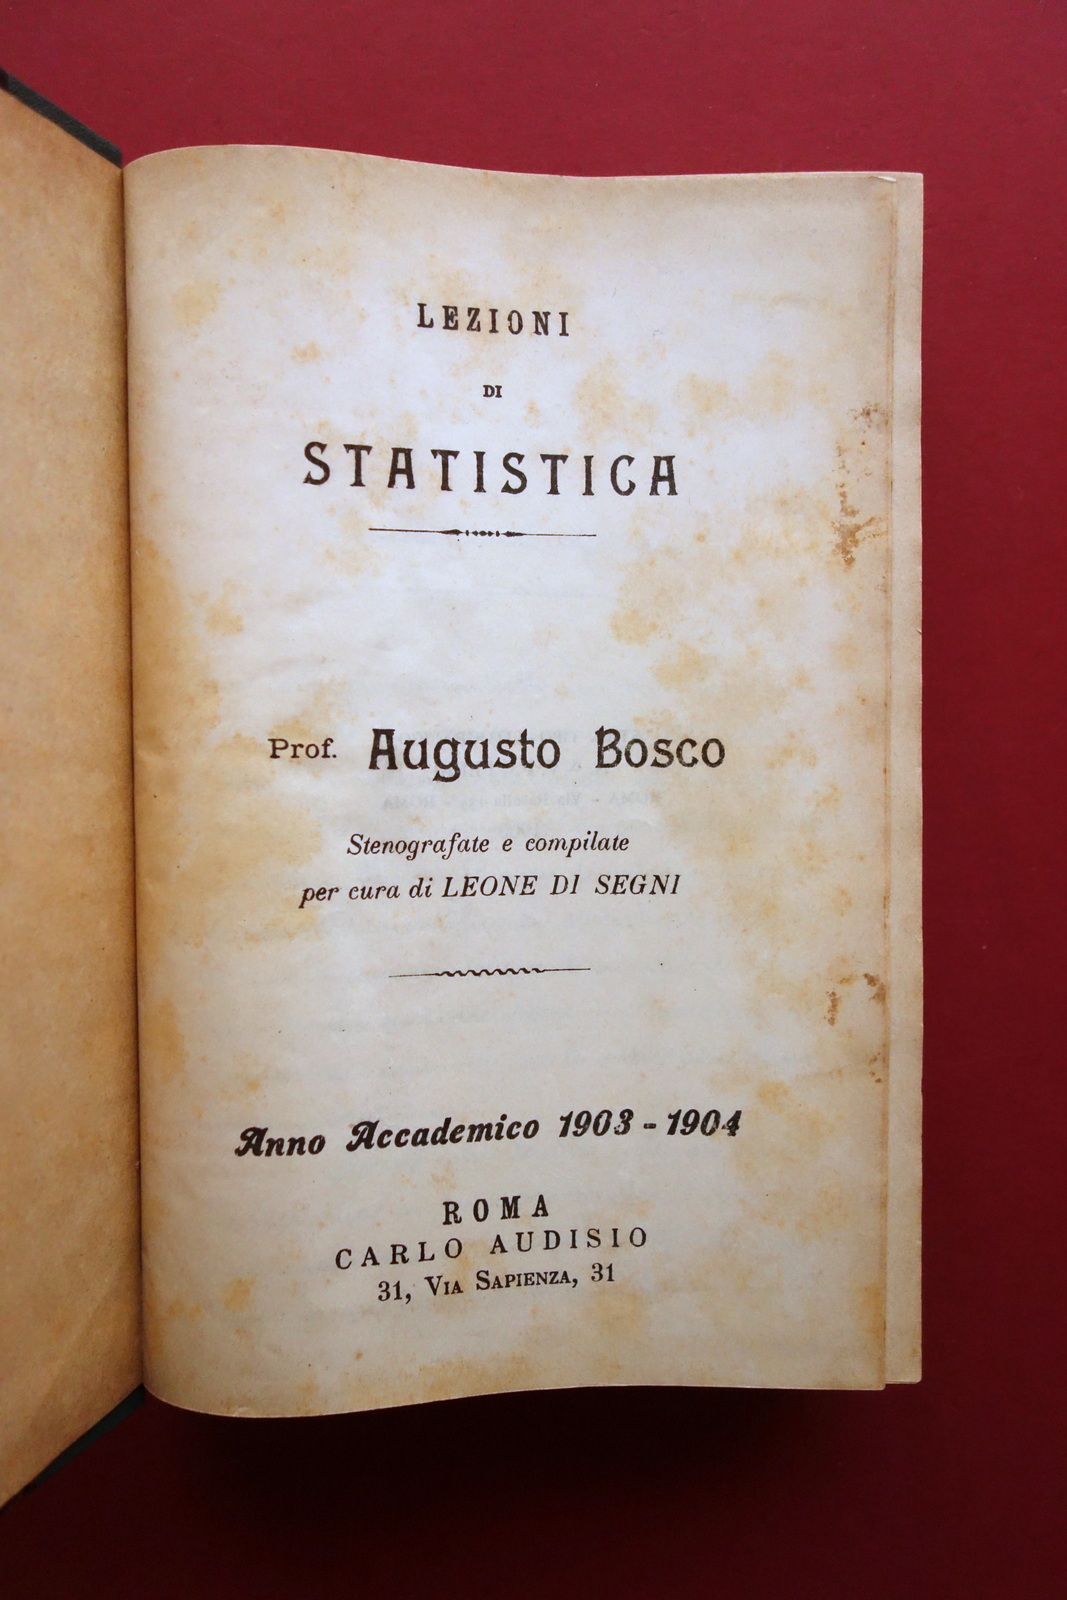 LEZIONI
DI
STATISTICA
Prof. Augusto Bosco
Stenografate e compilate
per cura di LEONE DI SEGNI
Anno Accademico 1903-1904
ROMA
CARLO AUDISIO
31, VIA SAPIENZA, 31